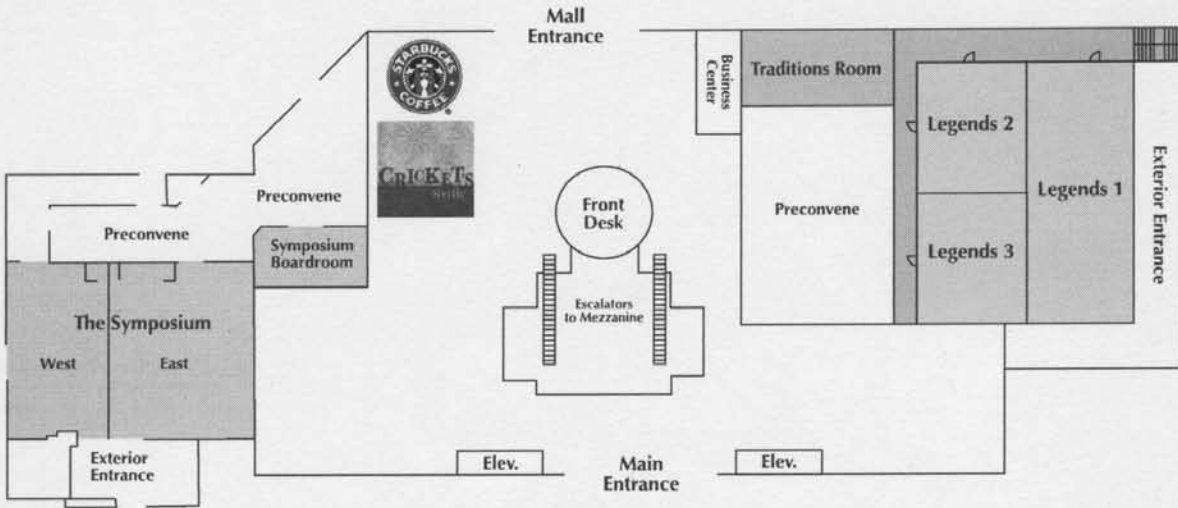 Mall
Entrance
STARBUCKS
COFFEE
®
CRICKETS
Business
Center
Traditions Room
Legends 2
Legends 1
Legends 3
Exterior Entrance
Preconvene
Front
Desk
Escalators
to Mezzanine
Preconvene
Preconvene
Symposium
Boardroom
The Symposium
West
East
Exterior
Entrance
Elev.
Main
Entrance
Elev.